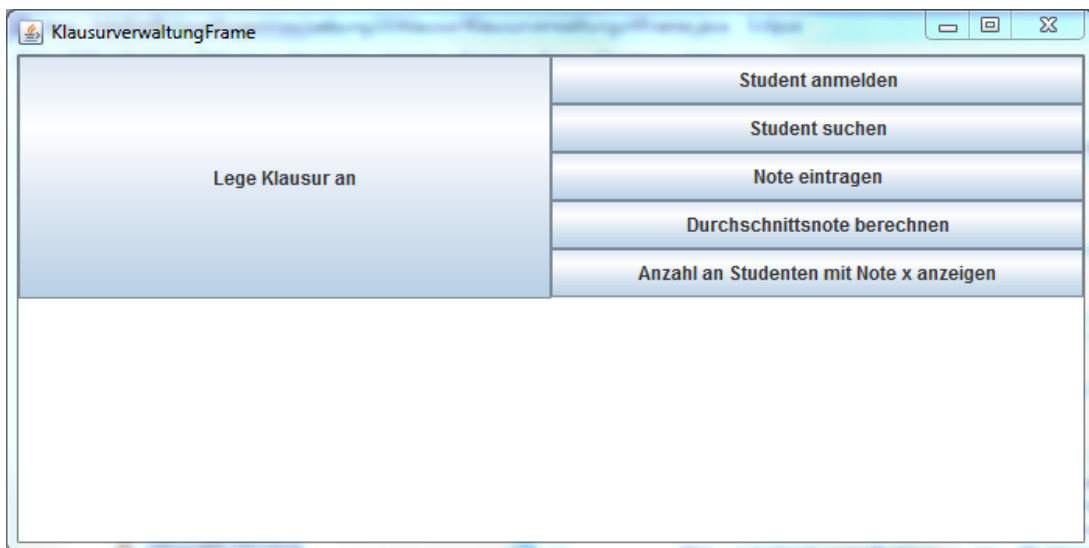 KlausurverwaltungFrame
Lege Klausur an
Student anmelden
Student suchen
Note eintragen
Durchschnittsnote berechnen
Anzahl an Studenten mit Note x anzeigen